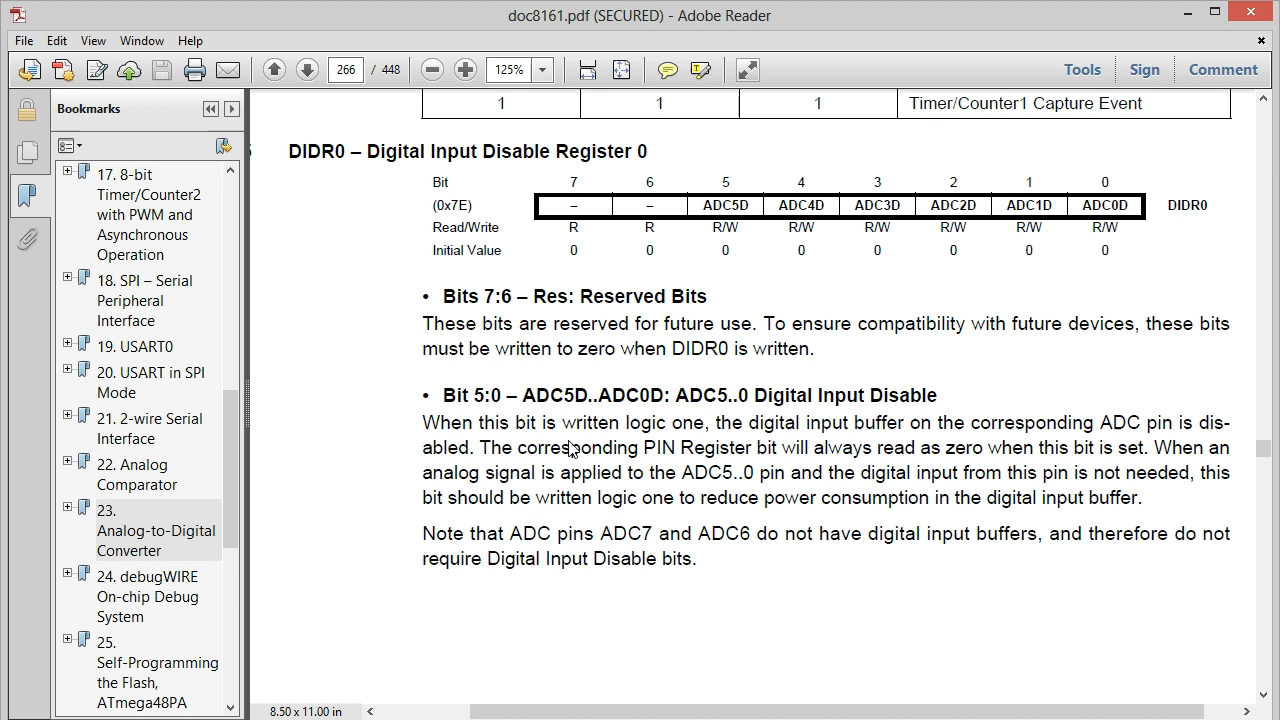 doc8161.pdf (SECURED) - Adobe Reader
File Edit View Window Help
266 / 448 125% Tools Sign Comment
Bookmarks
17. 8-bit
Timer/Counter2
with PWM and
Asynchronous
Operation
18. SPI – Serial
Peripheral
Interface
19. USART0
20. USART in SPI
Mode
21. 2-wire Serial
Interface
22. Analog
Comparator
23.
Analog-to-Digital
Converter
24. debugWIRE
On-chip Debug
System
25.
Self-Programming
the Flash,
ATmega48PA
1 1 1 Timer/Counter1 Capture Event
DIDR0 – Digital Input Disable Register 0
Bit 7 6 5 4 3 2 1 0
(0x7E) – – ADC5D ADC4D ADC3D ADC2D ADC1D ADC0D DIDR0
Read/Write R R R/W R/W R/W R/W R/W R/W
Initial Value 0 0 0 0 0 0 0 0
• Bits 7:6 – Res: Reserved Bits
These bits are reserved for future use. To ensure compatibility with future devices, these bits
must be written to zero when DIDR0 is written.
• Bit 5:0 – ADC5D..ADC0D: ADC5..0 Digital Input Disable
When this bit is written logic one, the digital input buffer on the corresponding ADC pin is dis-
abled. The corresponding PIN Register bit will always read as zero when this bit is set. When an
analog signal is applied to the ADC5..0 pin and the digital input from this pin is not needed, this
bit should be written logic one to reduce power consumption in the digital input buffer.
Note that ADC pins ADC7 and ADC6 do not have digital input buffers, and therefore do not
require Digital Input Disable bits.
8.50 x 11.00 in